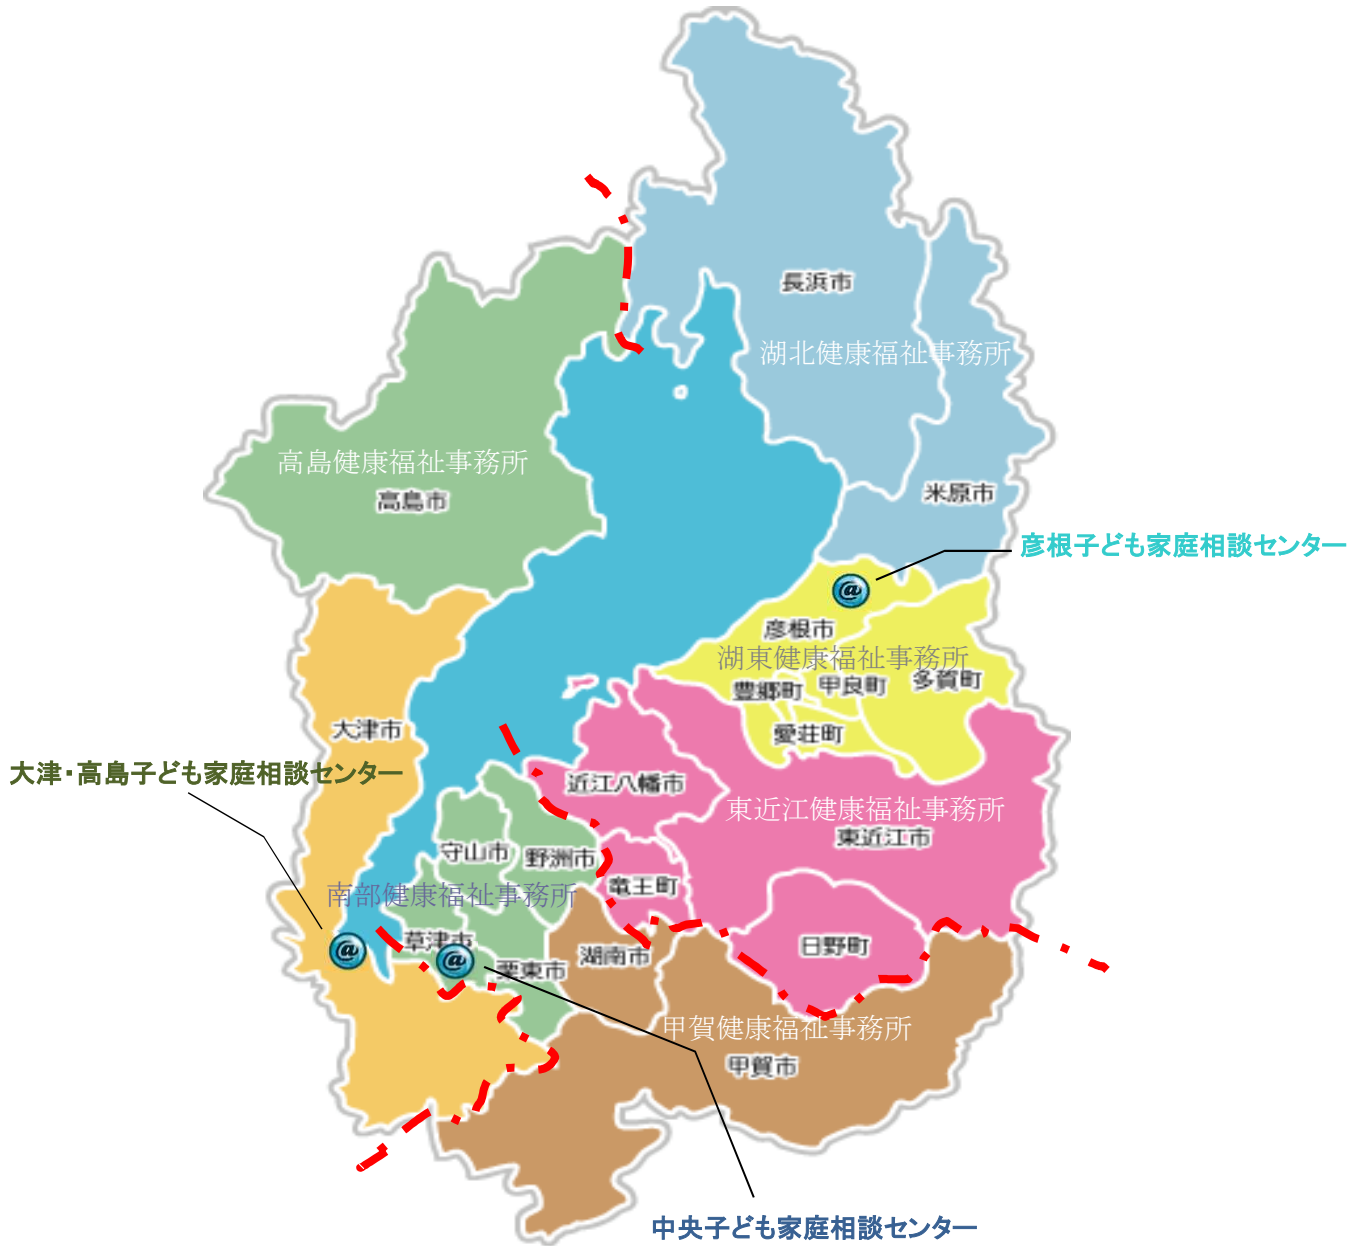 長浜市
湖北健康福祉事務所
高島健康福祉事務所
高島市
米原市
彦根子ども家庭相談センター
@
彦根市
湖東健康福祉事務所
豊郷町
甲良町
多賀町
愛荘町
大津市
大津・高島子ども家庭相談センター
近江八幡市
東近江健康福祉事務所
東近江市
守山市
野洲市
竜王町
南部健康福祉事務所
草津市
@
@
栗東市
湖南市
日野町
甲賀健康福祉事務所
甲賀市
中央子ども家庭相談センター